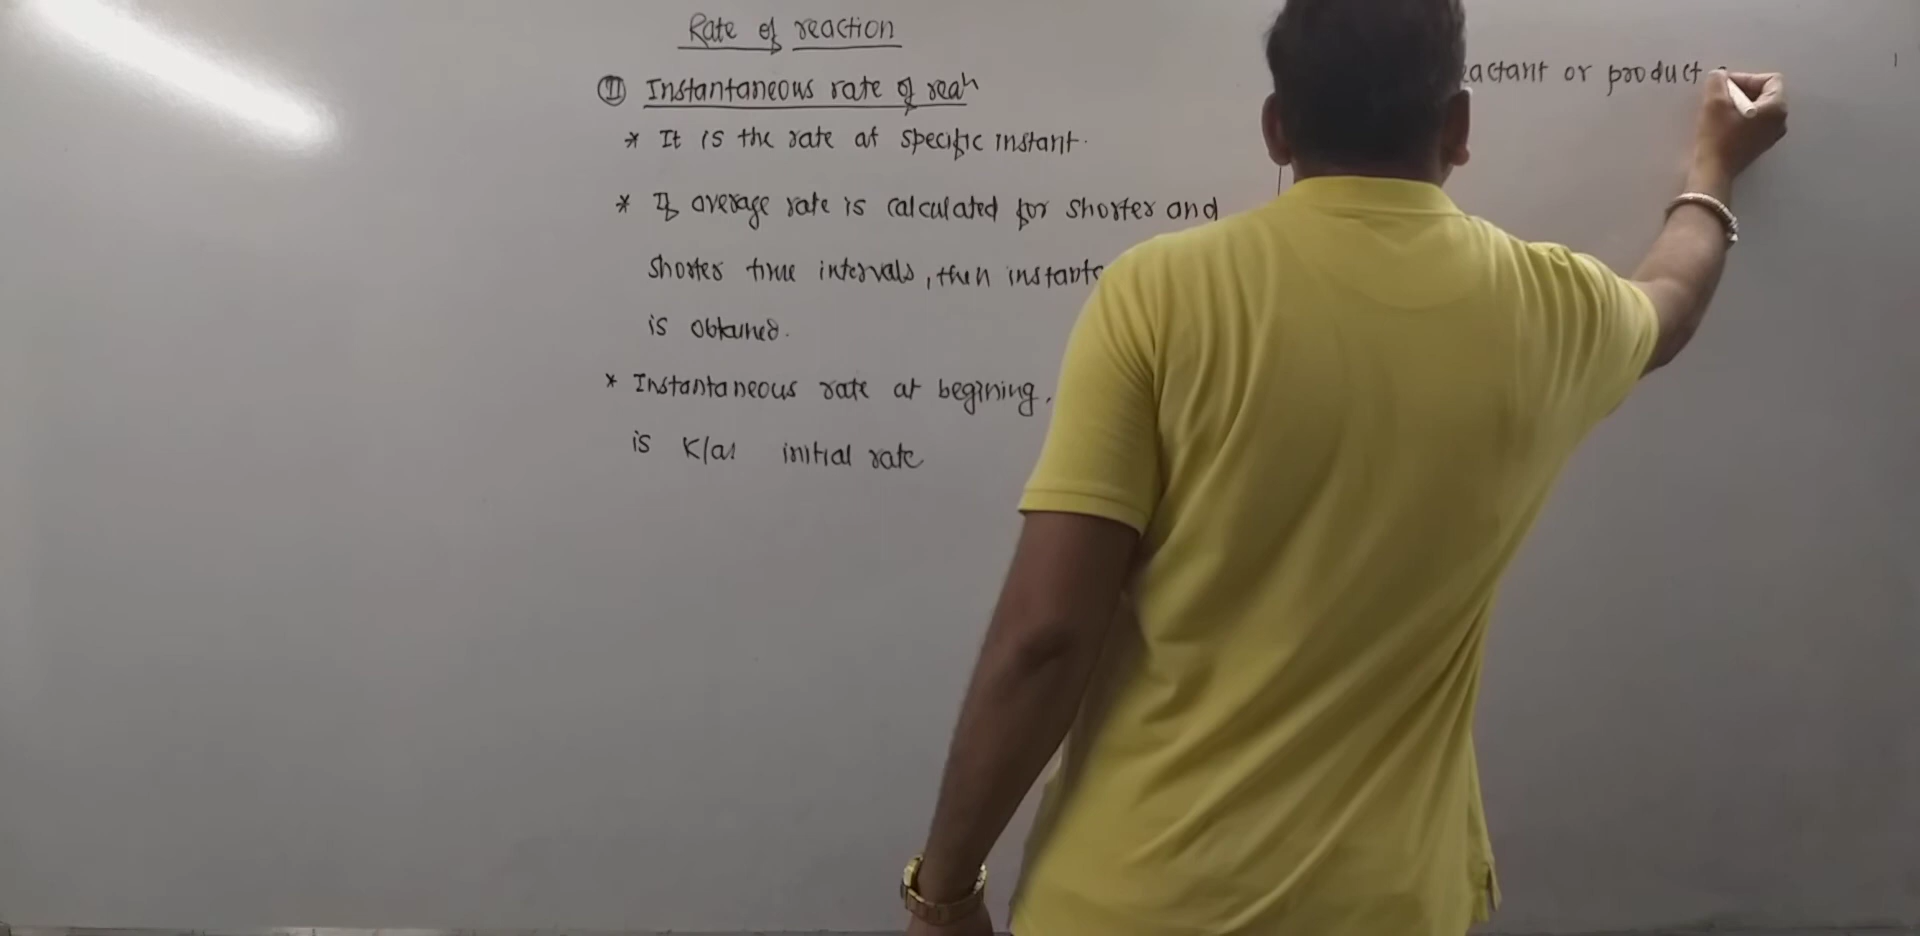 Rate of reaction
II Instantaneous rate of rean
* It is the rate at specific instant.
* If average rate is calculated for shorter and
shorter time intervals, then
is obtained.
* Instantaneous rate at begining,
is K/as initial rate
or product